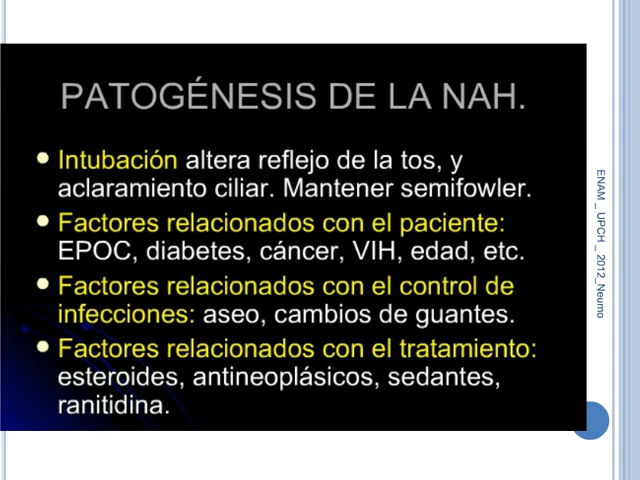 PATOGÉNESIS DE LA NAH.
Intubación altera reflejo de la tos, y
aclaramiento ciliar. Mantener semifowler.
Factores relacionados con el paciente:
EPOC, diabetes, cáncer, VIH, edad, etc.
Factores relacionados con el control de
infecciones: aseo, cambios de guantes.
Factores relacionados con el tratamiento:
esteroides, antineoplásicos, sedantes,
ranitidina.
ENAM _ UPCH _ 2012_Neumo